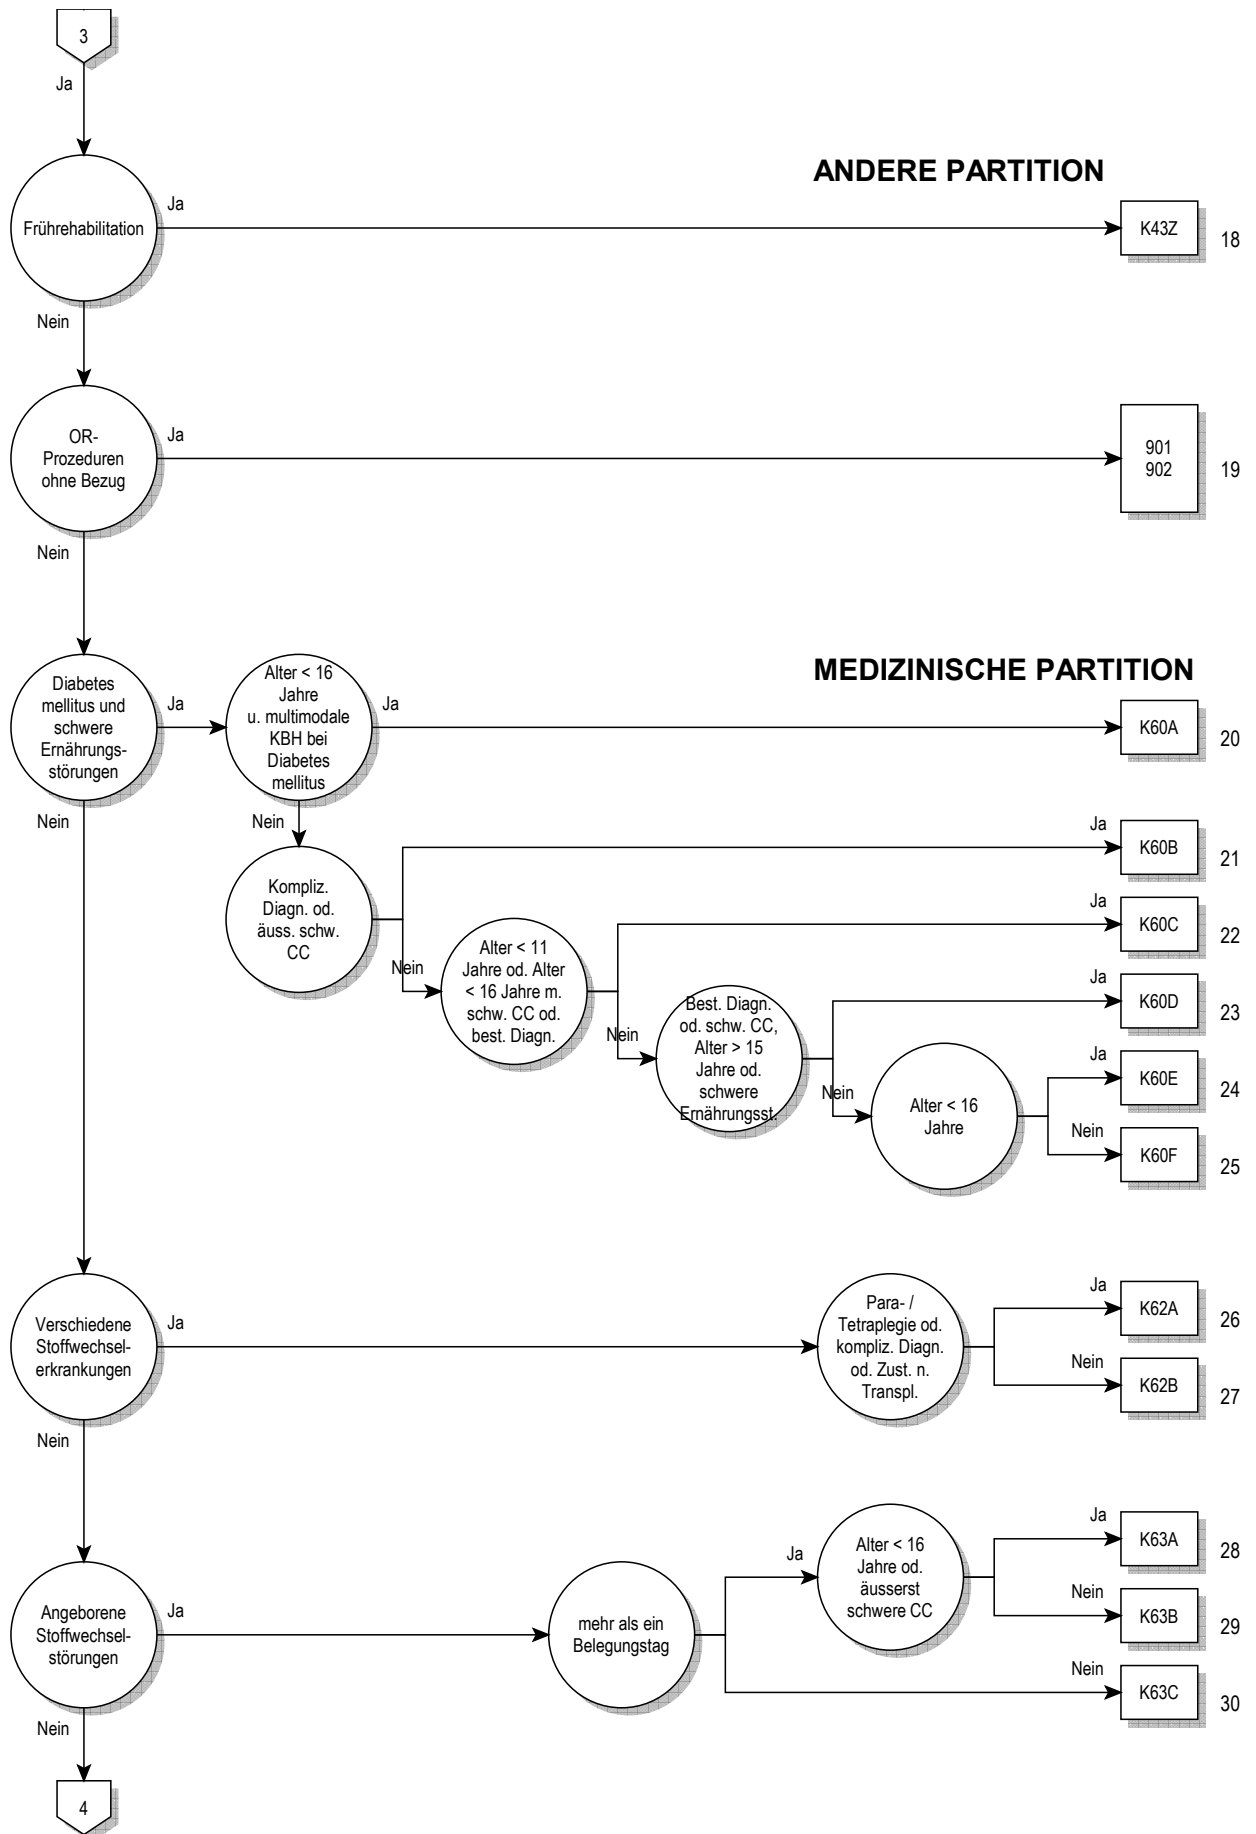 3
Ja
ANDERE PARTITION
Frührehabilitation
Ja
K43Z
18
Nein
OR-
Prozeduren
ohne Bezug
Ja
901
902
19
Nein
MEDIZINISCHE PARTITION
Diabetes
mellitus und
schwere
Ernährungs-
störungen
Ja
Alter < 16
Jahre
u. multimodale
KBH bei
Diabetes
mellitus
Ja
K60A
20
Nein
Nein
Kompliz.
Diagn. od.
äuss. schw.
CC
Ja
K60B
21
Nein
Alter < 11
Jahre od. Alter
< 16 Jahre m.
schw. CC od.
best. Diagn.
Ja
K60C
22
Nein
Best. Diagn.
od. schw. CC,
Alter > 15
Jahre od.
schwere
Ernährungsst.
Ja
K60D
23
Nein
Alter < 16
Jahre
Ja
K60E
24
Nein
K60F
25
Verschiedene
Stoffwechsel-
erkrankungen
Ja
Para- /
Tetraplegie od.
kompliz. Diagn.
od. Zust. n.
Transpl.
Ja
K62A
26
Nein
K62B
27
Nein
Angeborene
Stoffwechsel-
störungen
Ja
mehr als ein
Belegungstag
Ja
Alter < 16
Jahre od.
äusserst
schwere CC
Ja
K63A
28
Nein
K63B
29
Nein
K63C
30
Nein
4